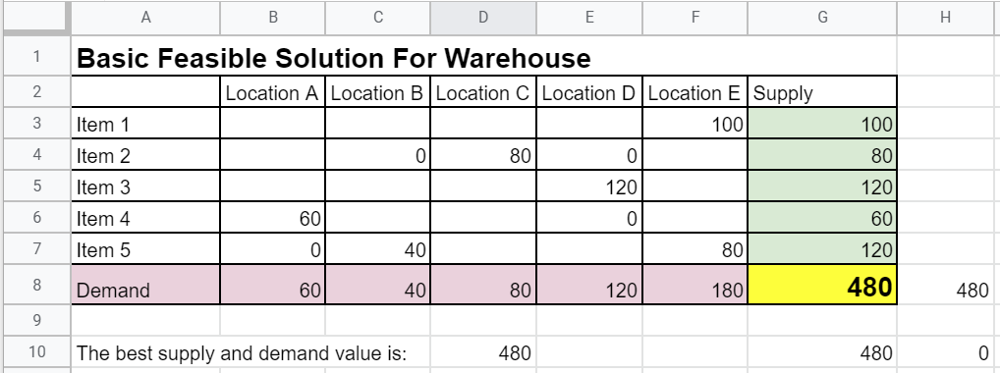 A B C D E F G H
1 Basic Feasible Solution For Warehouse
2 Location A Location B Location C Location D Location E Supply
3 Item 1 100 100
4 Item 2 0 80 0 80
5 Item 3 120 120
6 Item 4 60 0 60
7 Item 5 0 40 80 120
8 Demand 60 40 80 120 180 480 480
9
10 The best supply and demand value is: 480 480 0